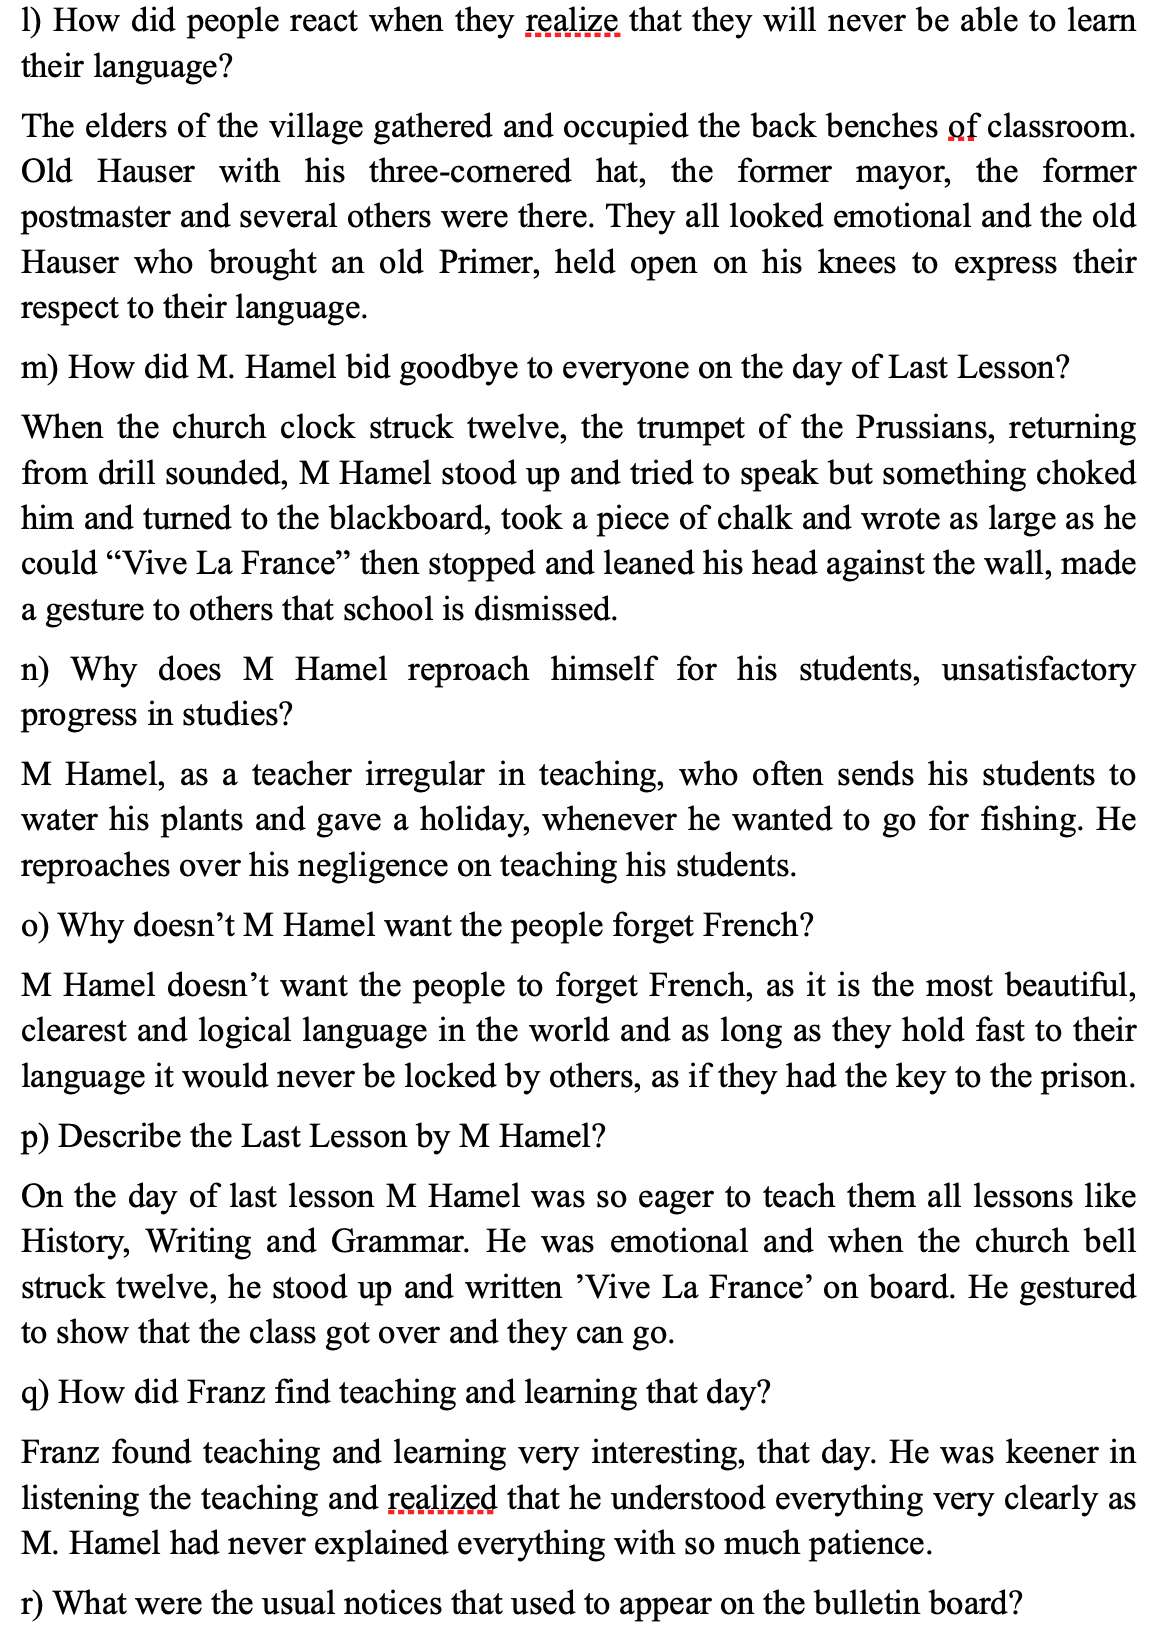 l) How did people react when they realize that they will never be able to learn
their language?
The elders of the village gathered and occupied the back benches of classroom.
Old Hauser with his three-cornered hat, the former mayor, the former
postmaster and several others were there. They all looked emotional and the old
Hauser who brought an old Primer, held open on his knees to express their
respect to their language.
m) How did M. Hamel bid goodbye to everyone on the day of Last Lesson?
When the church clock struck twelve, the trumpet of the Prussians, returning
from drill sounded, M Hamel stood up and tried to speak but something choked
him and turned to the blackboard, took a piece of chalk and wrote as large as he
could “Vive La France” then stopped and leaned his head against the wall, made
a gesture to others that school is dismissed.
n) Why does M Hamel reproach himself for his students, unsatisfactory
progress in studies?
M Hamel, as a teacher irregular in teaching, who often sends his students to
water his plants and gave a holiday, whenever he wanted to go for fishing. He
reproaches over his negligence on teaching his students.
o) Why doesn’t M Hamel want the people forget French?
M Hamel doesn’t want the people to forget French, as it is the most beautiful,
clearest and logical language in the world and as long as they hold fast to their
language it would never be locked by others, as if they had the key to the prison.
p) Describe the Last Lesson by M Hamel?
On the day of last lesson M Hamel was so eager to teach them all lessons like
History, Writing and Grammar. He was emotional and when the church bell
struck twelve, he stood up and written ’Vive La France’ on board. He gestured
to show that the class got over and they can go.
q) How did Franz find teaching and learning that day?
Franz found teaching and learning very interesting, that day. He was keener in
listening the teaching and realized that he understood everything very clearly as
M. Hamel had never explained everything with so much patience.
r) What were the usual notices that used to appear on the bulletin board?